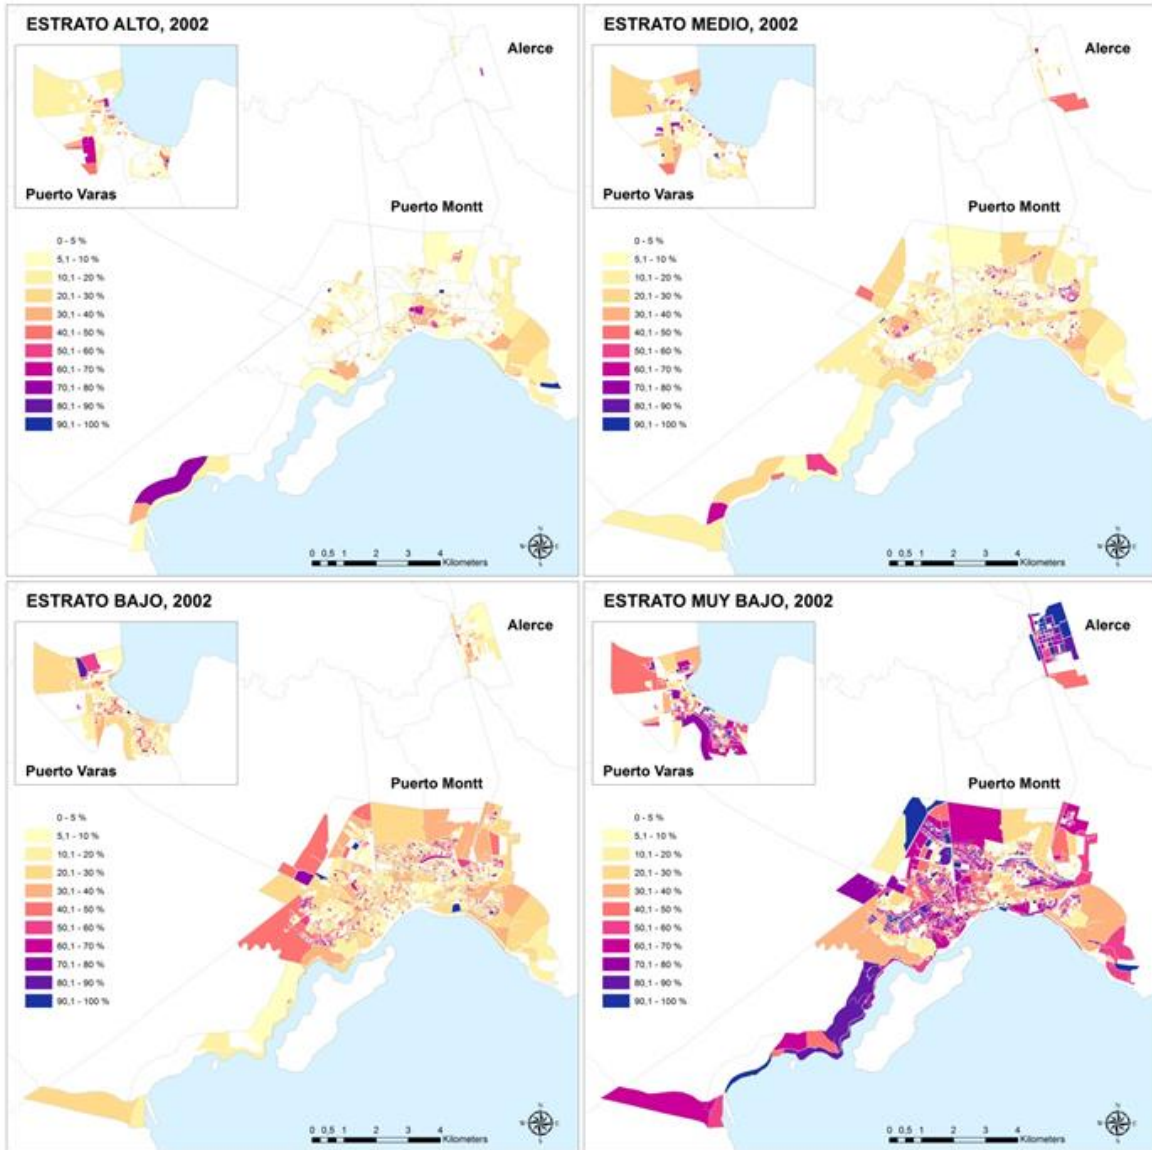 ESTRATO ALTO, 2002
Alerce
Puerto Varas
Puerto Montt
0 - 5 %
5,1 - 10 %
10,1 - 20 %
20,1 - 30 %
30,1 - 40 %
40,1 - 50 %
50,1 - 60 %
60,1 - 70 %
70,1 - 80 %
80,1 - 90 %
90,1 - 100 %
0 0,5 1 2 3 4
Kilometers
ESTRATO MEDIO, 2002
Alerce
Puerto Varas
Puerto Montt
0 - 5 %
5,1 - 10 %
10,1 - 20 %
20,1 - 30 %
30,1 - 40 %
40,1 - 50 %
50,1 - 60 %
60,1 - 70 %
70,1 - 80 %
80,1 - 90 %
90,1 - 100 %
0 0,5 1 2 3 4
Kilometers
ESTRATO BAJO, 2002
Alerce
Puerto Varas
Puerto Montt
0 - 5 %
5,1 - 10 %
10,1 - 20 %
20,1 - 30 %
30,1 - 40 %
40,1 - 50 %
50,1 - 60 %
60,1 - 70 %
70,1 - 80 %
80,1 - 90 %
90,1 - 100 %
0 0,5 1 2 3 4
Kilometers
ESTRATO MUY BAJO, 2002
Alerce
Puerto Varas
Puerto Montt
0 - 5 %
5,1 - 10 %
10,1 - 20 %
20,1 - 30 %
30,1 - 40 %
40,1 - 50 %
50,1 - 60 %
60,1 - 70 %
70,1 - 80 %
80,1 - 90 %
90,1 - 100 %
0 0,5 1 2 3 4
Kilometers